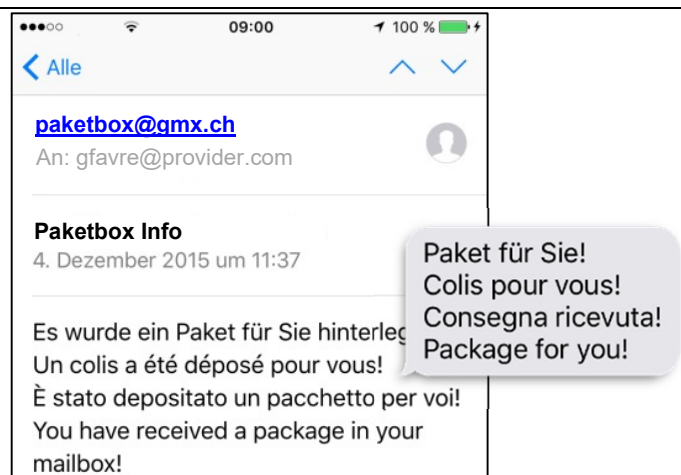 09:00
100 %
Alle
paketbox@gmx.ch
An: gfavre@provider.com
Paketbox Info
4. Dezember 2015 um 11:37
Paket für Sie!
Colis pour vous!
Consegna ricevuta!
Package for you!
Es wurde ein Paket für Sie
Un colis a été déposé pour vous!
È stato depositato un pacchetto per voi!
You have received a package in your
mailbox!